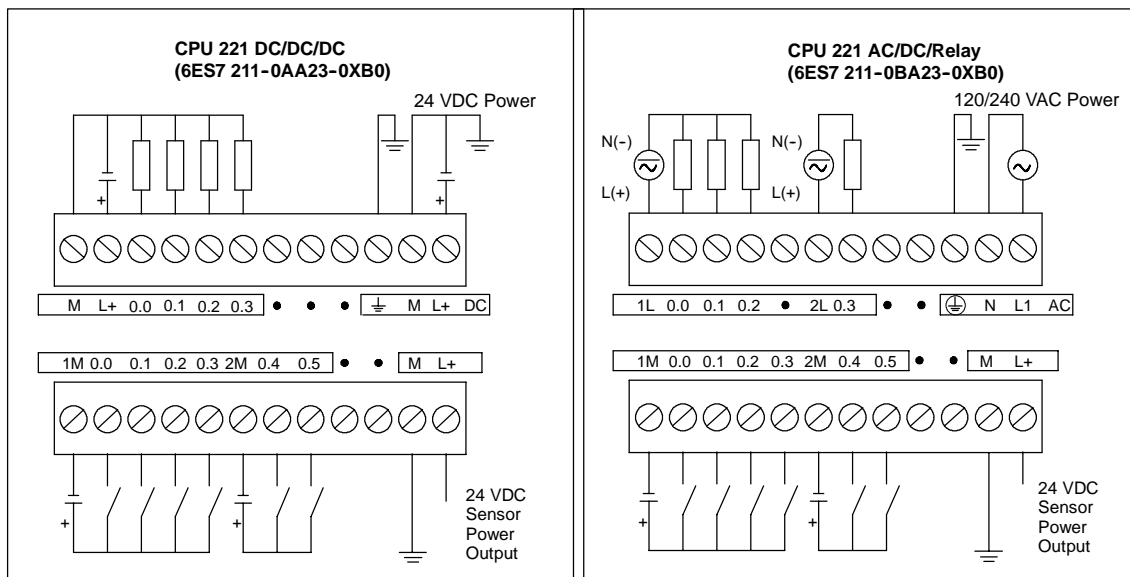 CPU 221 DC/DC/DC
(6ES7 211-0AA23-0XB0)
24 VDC Power
+
+
M L+ 0.0 0.1 0.2 0.3 • • • ⏚ M L+ DC
1M 0.0 0.1 0.2 0.3 2M 0.4 0.5 • • M L+
+
+
24 VDC
Sensor
Power
Output
CPU 221 AC/DC/Relay
(6ES7 211-0BA23-0XB0)
120/240 VAC Power
N(-)
N(-)
L(+)
L(+)
1L 0.0 0.1 0.2 • 2L 0.3 • • ⏚ N L1 AC
1M 0.0 0.1 0.2 0.3 2M 0.4 0.5 • • M L+
+
+
24 VDC
Sensor
Power
Output